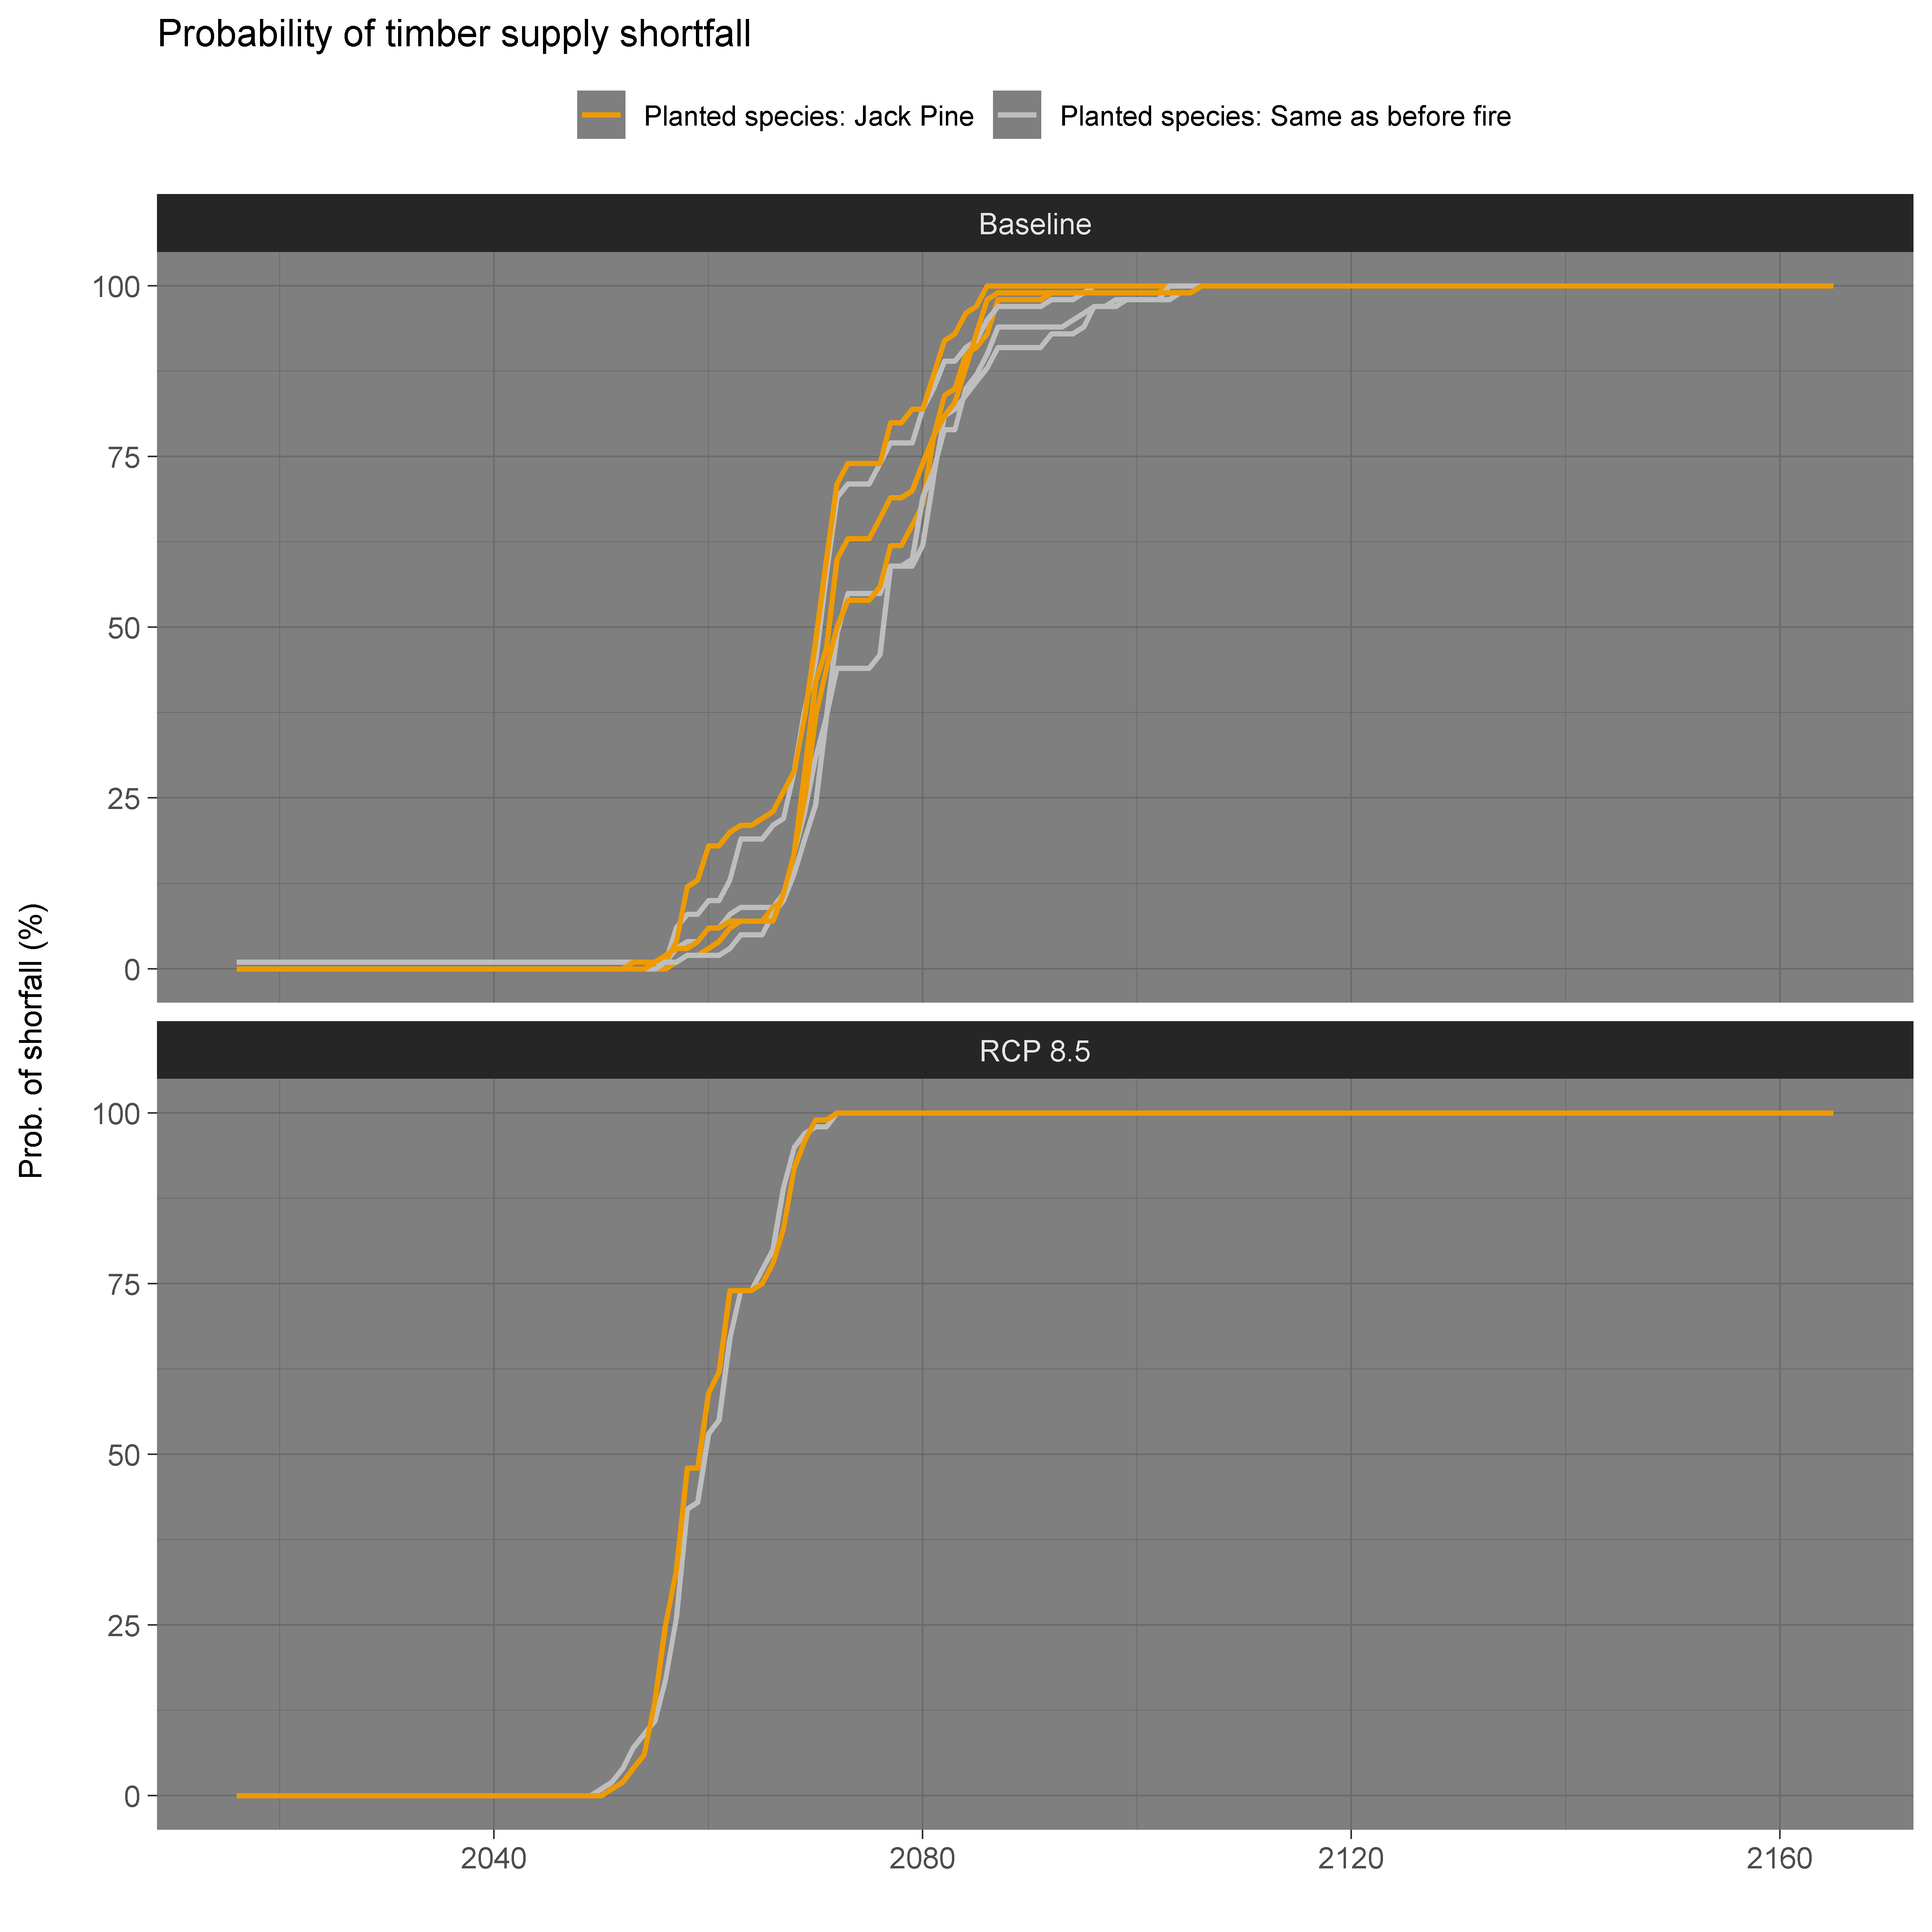 Probability of timber supply shortfall
Planted species: Jack Pine
Planted species: Same as before fire
Baseline
100
75
50
25
0
Prob. of shorfall (%)
RCP 8.5
100
75
50
25
0
2040
2080
2120
2160